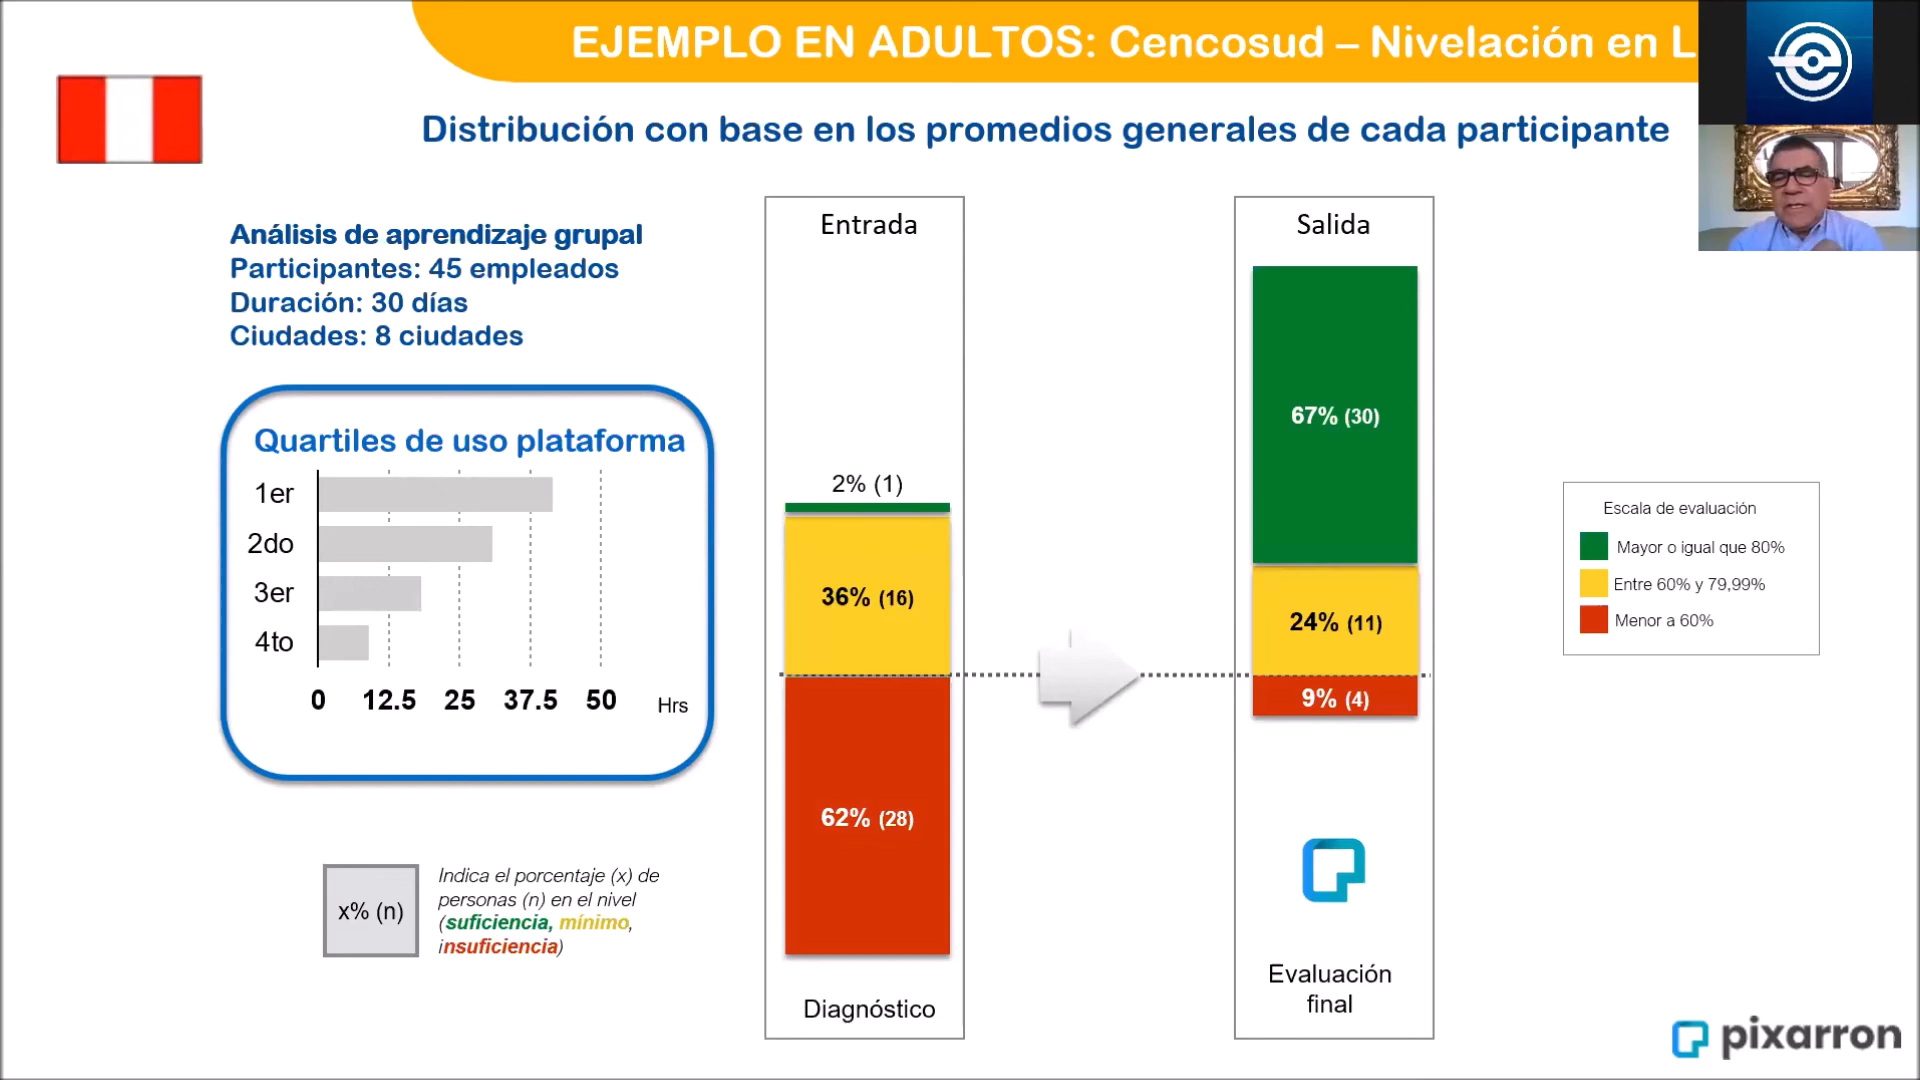 EJEMPLO EN ADULTOS: Cencosud – Nivelación en L
Distribución con base en los promedios generales de cada participante
Análisis de aprendizaje grupal
Participantes: 45 empleados
Duración: 30 días
Ciudades: 8 ciudades
Quartiles de uso plataforma
1er
2do
3er
4to
0 12.5 25 37.5 50 Hrs
x% (n)
Indica el porcentaje (x) de
personas (n) en el nivel
(suficiencia, mínimo,
insuficiencia)
Entrada
2% (1)
36% (16)
62% (28)
Diagnóstico
Salida
67% (30)
24% (11)
9% (4)
Evaluación
final
Escala de evaluación
Mayor o igual que 80%
Entre 60% y 79,99%
Menor a 60%
pixarron